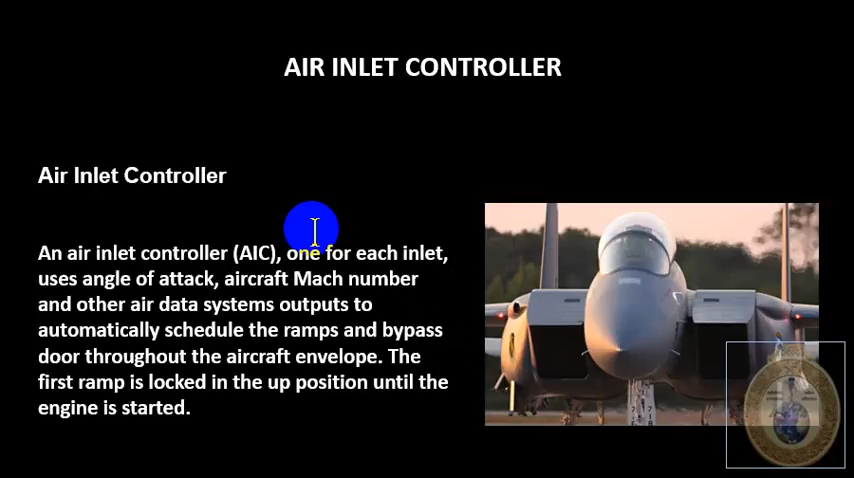 AIR INLET CONTROLLER
Air Inlet Controller
An air inlet controller (AIC), one for each inlet,
uses angle of attack, aircraft Mach number
and other air data systems outputs to
automatically schedule the ramps and bypass
door throughout the aircraft envelope. The
first ramp is locked in the up position until the
engine is started.